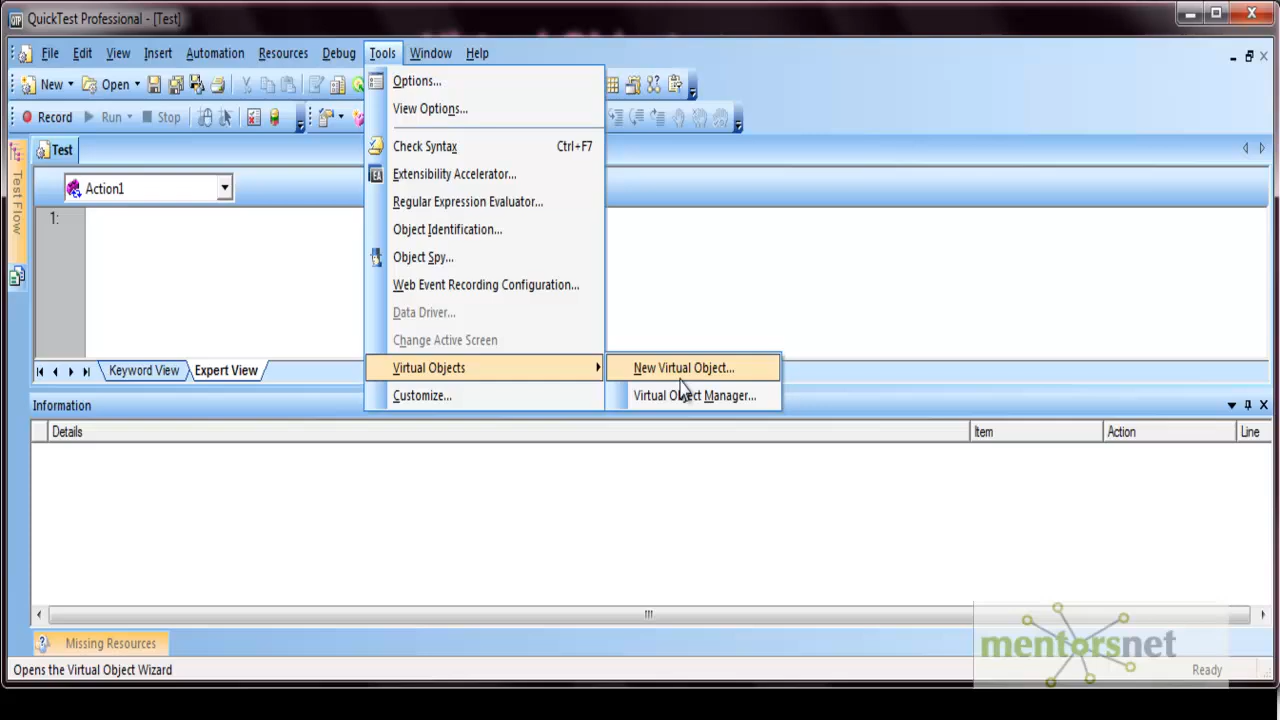 QuickTest Professional - [Test]
File Edit View Insert Automation Resources Debug Tools Window Help
New Open
Record Run Stop
Test
Action1
Test Flow
1:
Options...
View Options...
Check Syntax Ctrl+F7
Extensibility Accelerator...
Regular Expression Evaluator...
Object Identification...
Object Spy...
Web Event Recording Configuration...
Data Driver...
Change Active Screen
Virtual Objects
Customize...
New Virtual Object...
Virtual Object Manager...
Keyword View Expert View
Information
Details Item Action Line
Missing Resources
mentorsnet
Opens the Virtual Object Wizard Ready